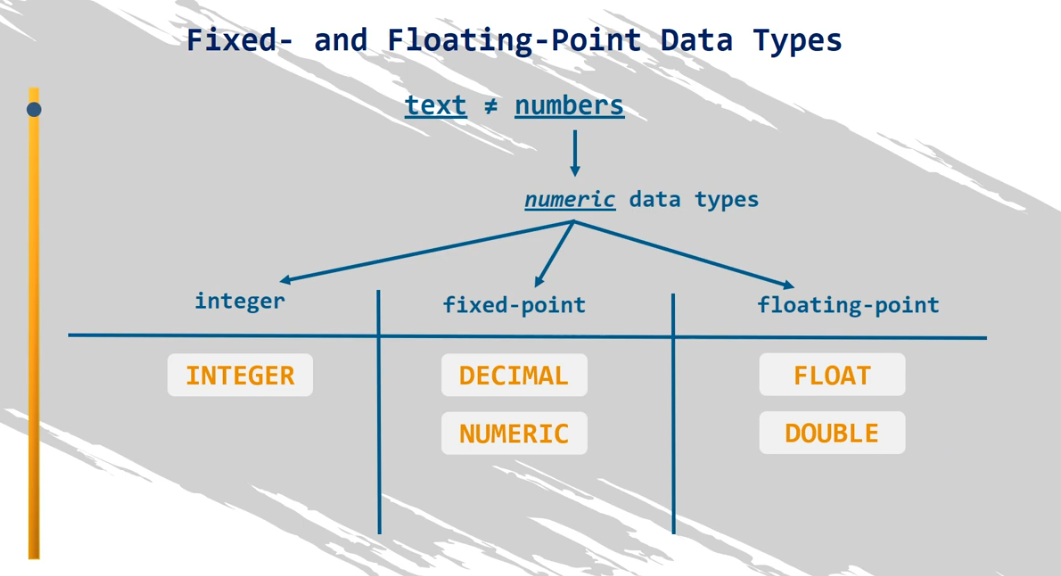 Fixed- and Floating-Point Data Types
text ≠ numbers
numeric data types
integer fixed-point floating-point
INTEGER DECIMAL FLOAT
NUMERIC DOUBLE